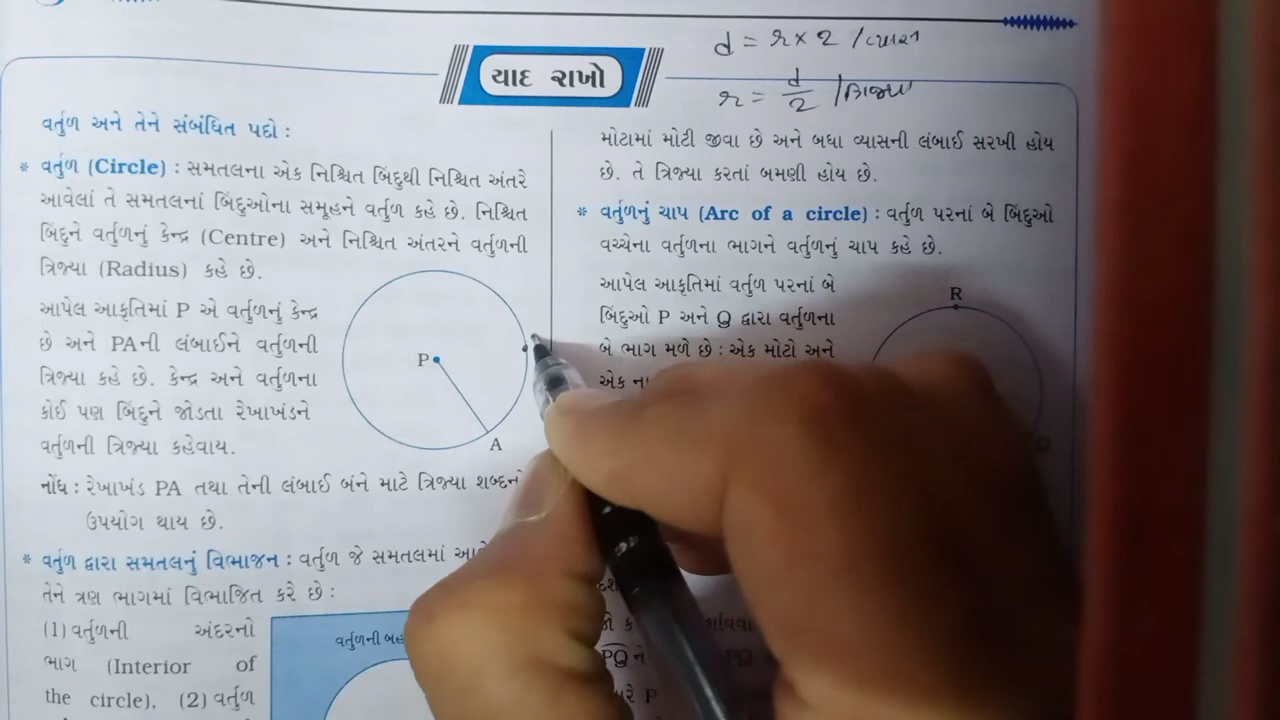 d = r × 2 / વ્યાસ
r = d/2 / ત્રિજ્યા
યાદ રાખો
વર્તુળ અને તેને સંબંધિત પદો :
* વર્તુળ (Circle) : સમતલના એક નિશ્ચિત બિંદુથી નિશ્ચિત અંતરે
આવેલાં તે સમતલનાં બિંદુઓના સમૂહને વર્તુળ કહે છે. નિશ્ચિત
બિંદુને વર્તુળનું કેન્દ્ર (Centre) અને નિશ્ચિત અંતરને વર્તુળની
ત્રિજ્યા (Radius) કહે છે.
આપેલ આકૃતિમાં P એ વર્તુળનું કેન્દ્ર
છે અને PAની લંબાઈને વર્તુળની
ત્રિજ્યા કહે છે. કેન્દ્ર અને વર્તુળના
કોઈ પણ બિંદુને જોડતા રેખાખંડને
વર્તુળની ત્રિજ્યા કહેવાય.
P
A
નોંધ : રેખાખંડ PA તથા તેની લંબાઈ બંને માટે ત્રિજ્યા
ઉપયોગ થાય છે.
* વર્તુળ દ્વારા સમતલનું વિભાજન : વર્તુળ જે સમતલમાં
તેને ત્રણ ભાગમાં વિભાજિત કરે છે :
(1) વર્તુળની અંદરનો
ભાગ (Interior of
the circle), (2) વર્તુળ
વર્તુળની
મોટામાં મોટી જીવા છે અને બધા વ્યાસની લંબાઈ સરખી હોય
છે. તે ત્રિજ્યા કરતાં બમણી હોય છે.
* વર્તુળનું ચાપ (Arc of a circle) : વર્તુળ પરનાં બે બિંદુઓ
વચ્ચેના વર્તુળના ભાગને વર્તુળનું ચાપ કહે છે.
આપેલ આકૃતિમાં વર્તુળ પરનાં બે
બિંદુઓ P અને Q દ્વારા વર્તુળના
બે ભાગ મળે છે : એક મોટો અને
એક
R
PQ ને PQ
P